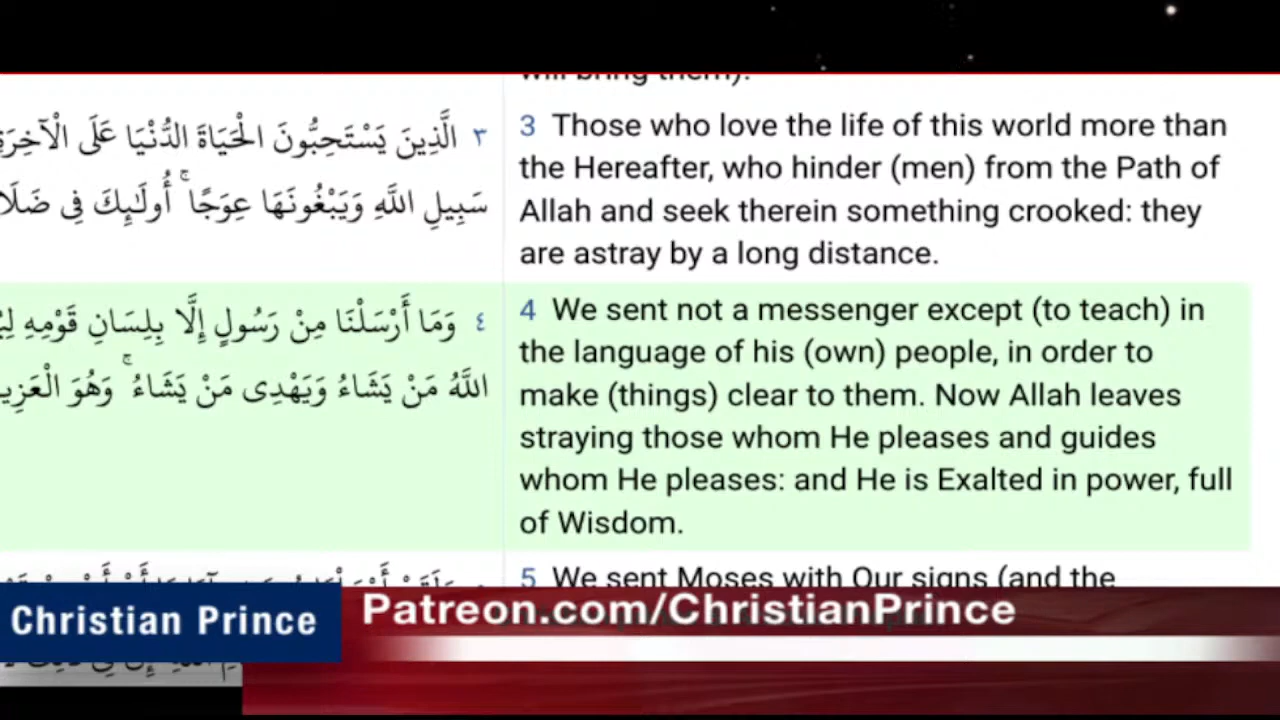 will bring them).
٣ الَّذِينَ يَسْتَحِبُّونَ الْحَيَاةَ الدُّنْيَا عَلَى الْآخِرَةِ
سَبِيلِ اللَّهِ وَيَبْغُونَهَا عِوَجًا ۚ أُولَٰئِكَ فِي
3 Those who love the life of this world more than
the Hereafter, who hinder (men) from the Path of
Allah and seek therein something crooked: they
are astray by a long distance.
٤ وَمَا أَرْسَلْنَا مِنْ رَسُولٍ إِلَّا بِلِسَانِ قَوْمِهِ
اللَّهُ مَنْ يَشَاءُ وَيَهْدِي مَنْ يَشَاءُ ۚ وَهُوَ
4 We sent not a messenger except (to teach) in
the language of his (own) people, in order to
make (things) clear to them. Now Allah leaves
straying those whom He pleases and guides
whom He pleases: and He is Exalted in power, full
of Wisdom.
5 We sent Moses with Our signs (and the
Christian Prince
Patreon.com/ChristianPrince